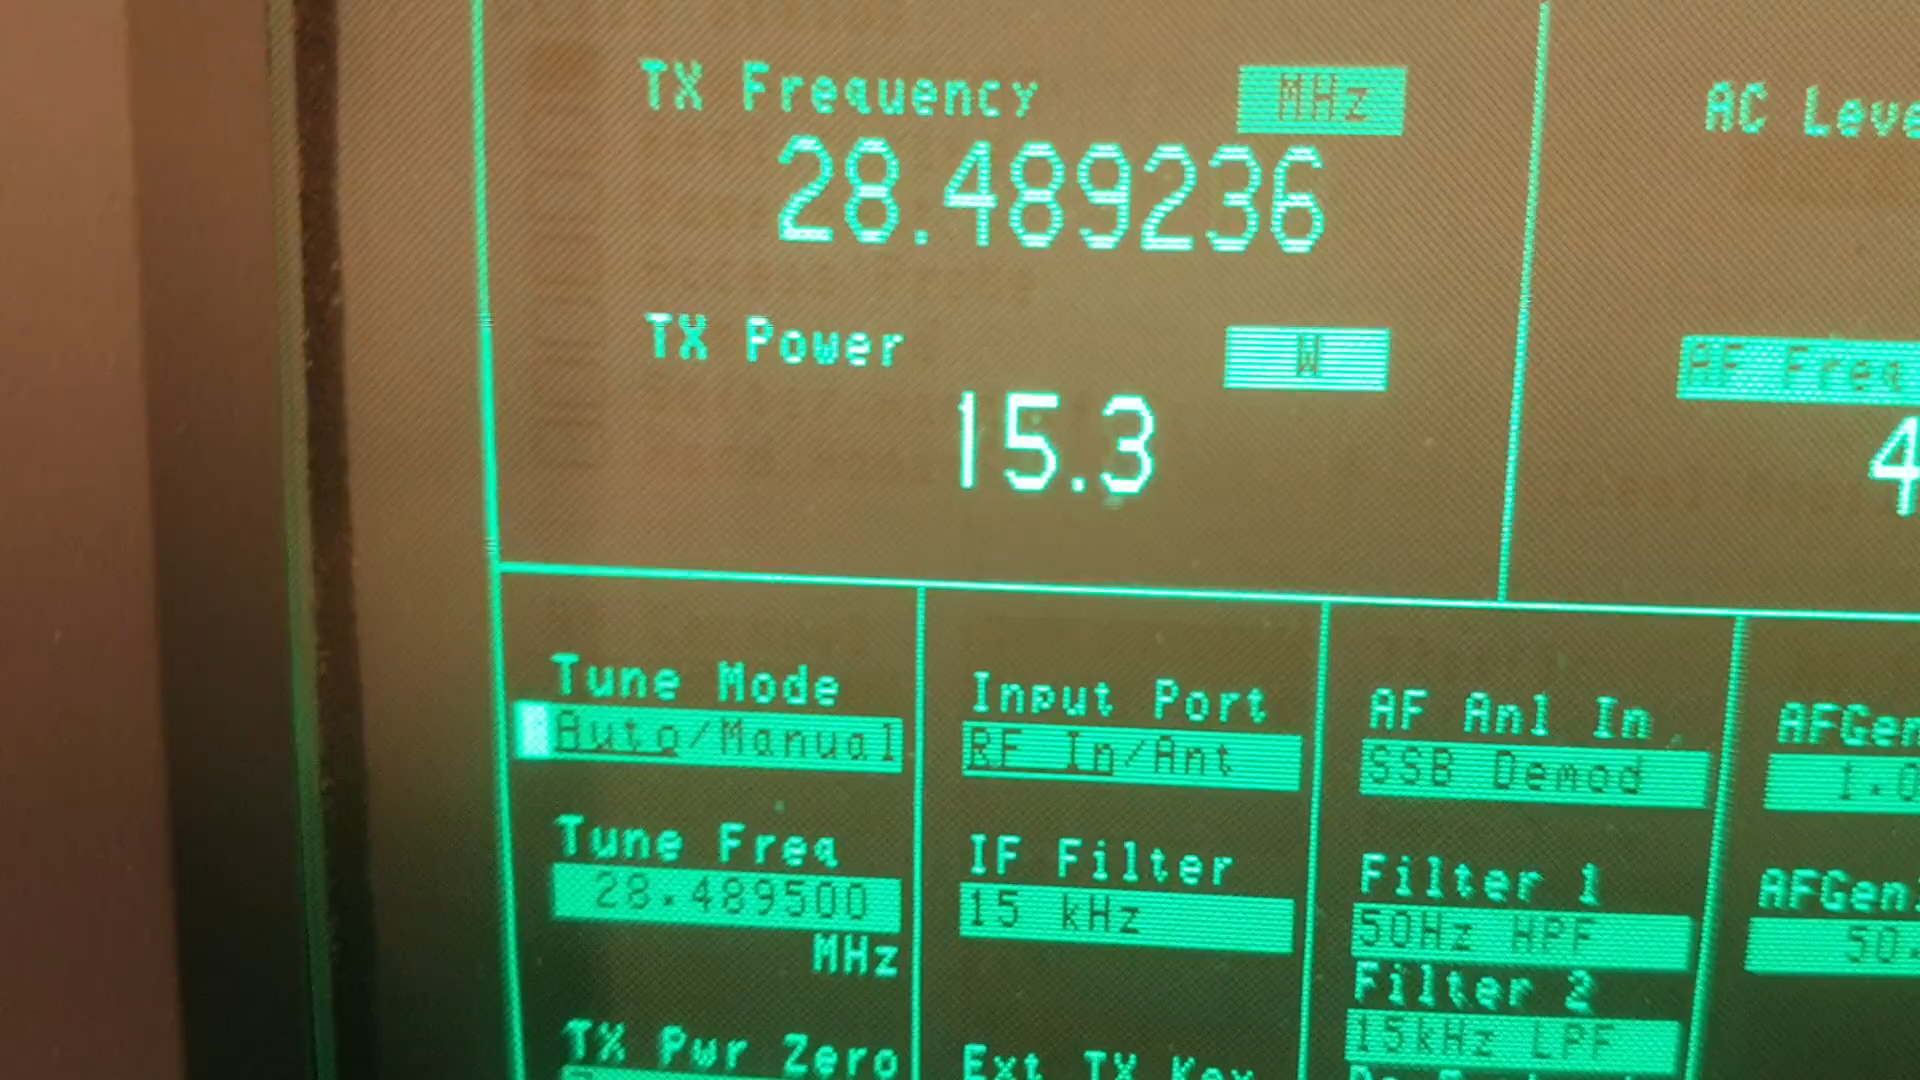 TX Frequency MHz
28.489236
TX Power W
15.3
AC Leve
AF Freq
4
Tune Mode
Auto/Manual
Tune Freq
28.489500
MHz
TX Pwr Zero
Input Port
RF In/Ant
IF Filter
15 kHz
Ext TX Key
AF Anl In
SSB Demod
Filter 1
50Hz HPF
Filter 2
15kHz LPF
AFGen
1.0
AFGen1
50.